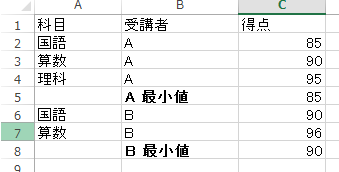 A B C
1 科目 受講者 得点
2 国語 A 85
3 算数 A 90
4 理科 A 95
5 A 最小値 85
6 国語 B 90
7 算数 B 96
8 B 最小値 90
9